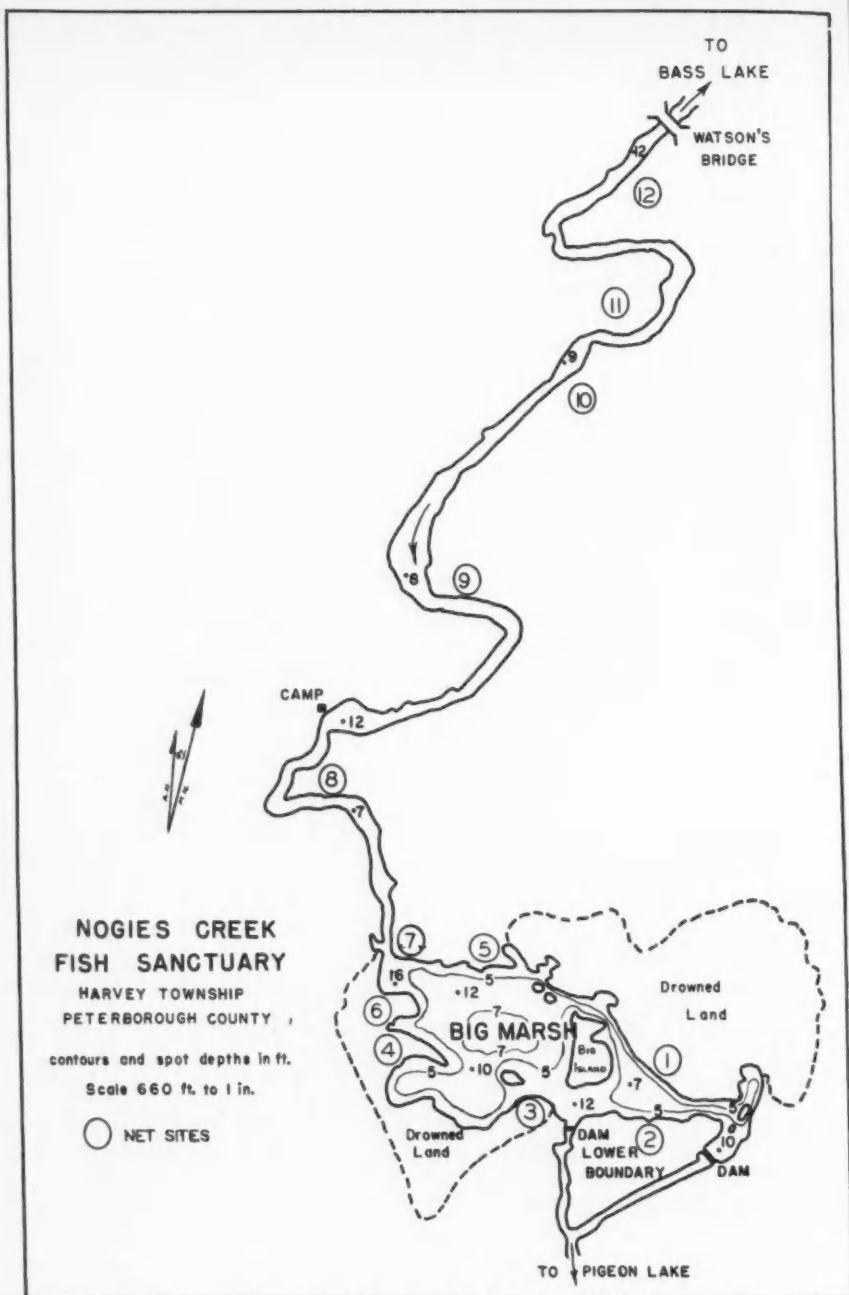 TO
BASS LAKE
WATSON'S
BRIDGE
12
12
11
9
10
8
9
CAMP
12
8
7
NOGIES CREEK
FISH SANCTUARY
HARVEY TOWNSHIP
PETERBOROUGH COUNTY
contours and spot depths in ft.
Scale 660 ft. to 1 in.
NET SITES
7
5
5
16
12
Drowned
Land
6
7
BIG MARSH
7
4
BIG
ISLAND
1
5
10
5
7
3
12
5
5
Drowned
Land
DAM
LOWER
BOUNDARY
2
10
DAM
TO PIGEON LAKE